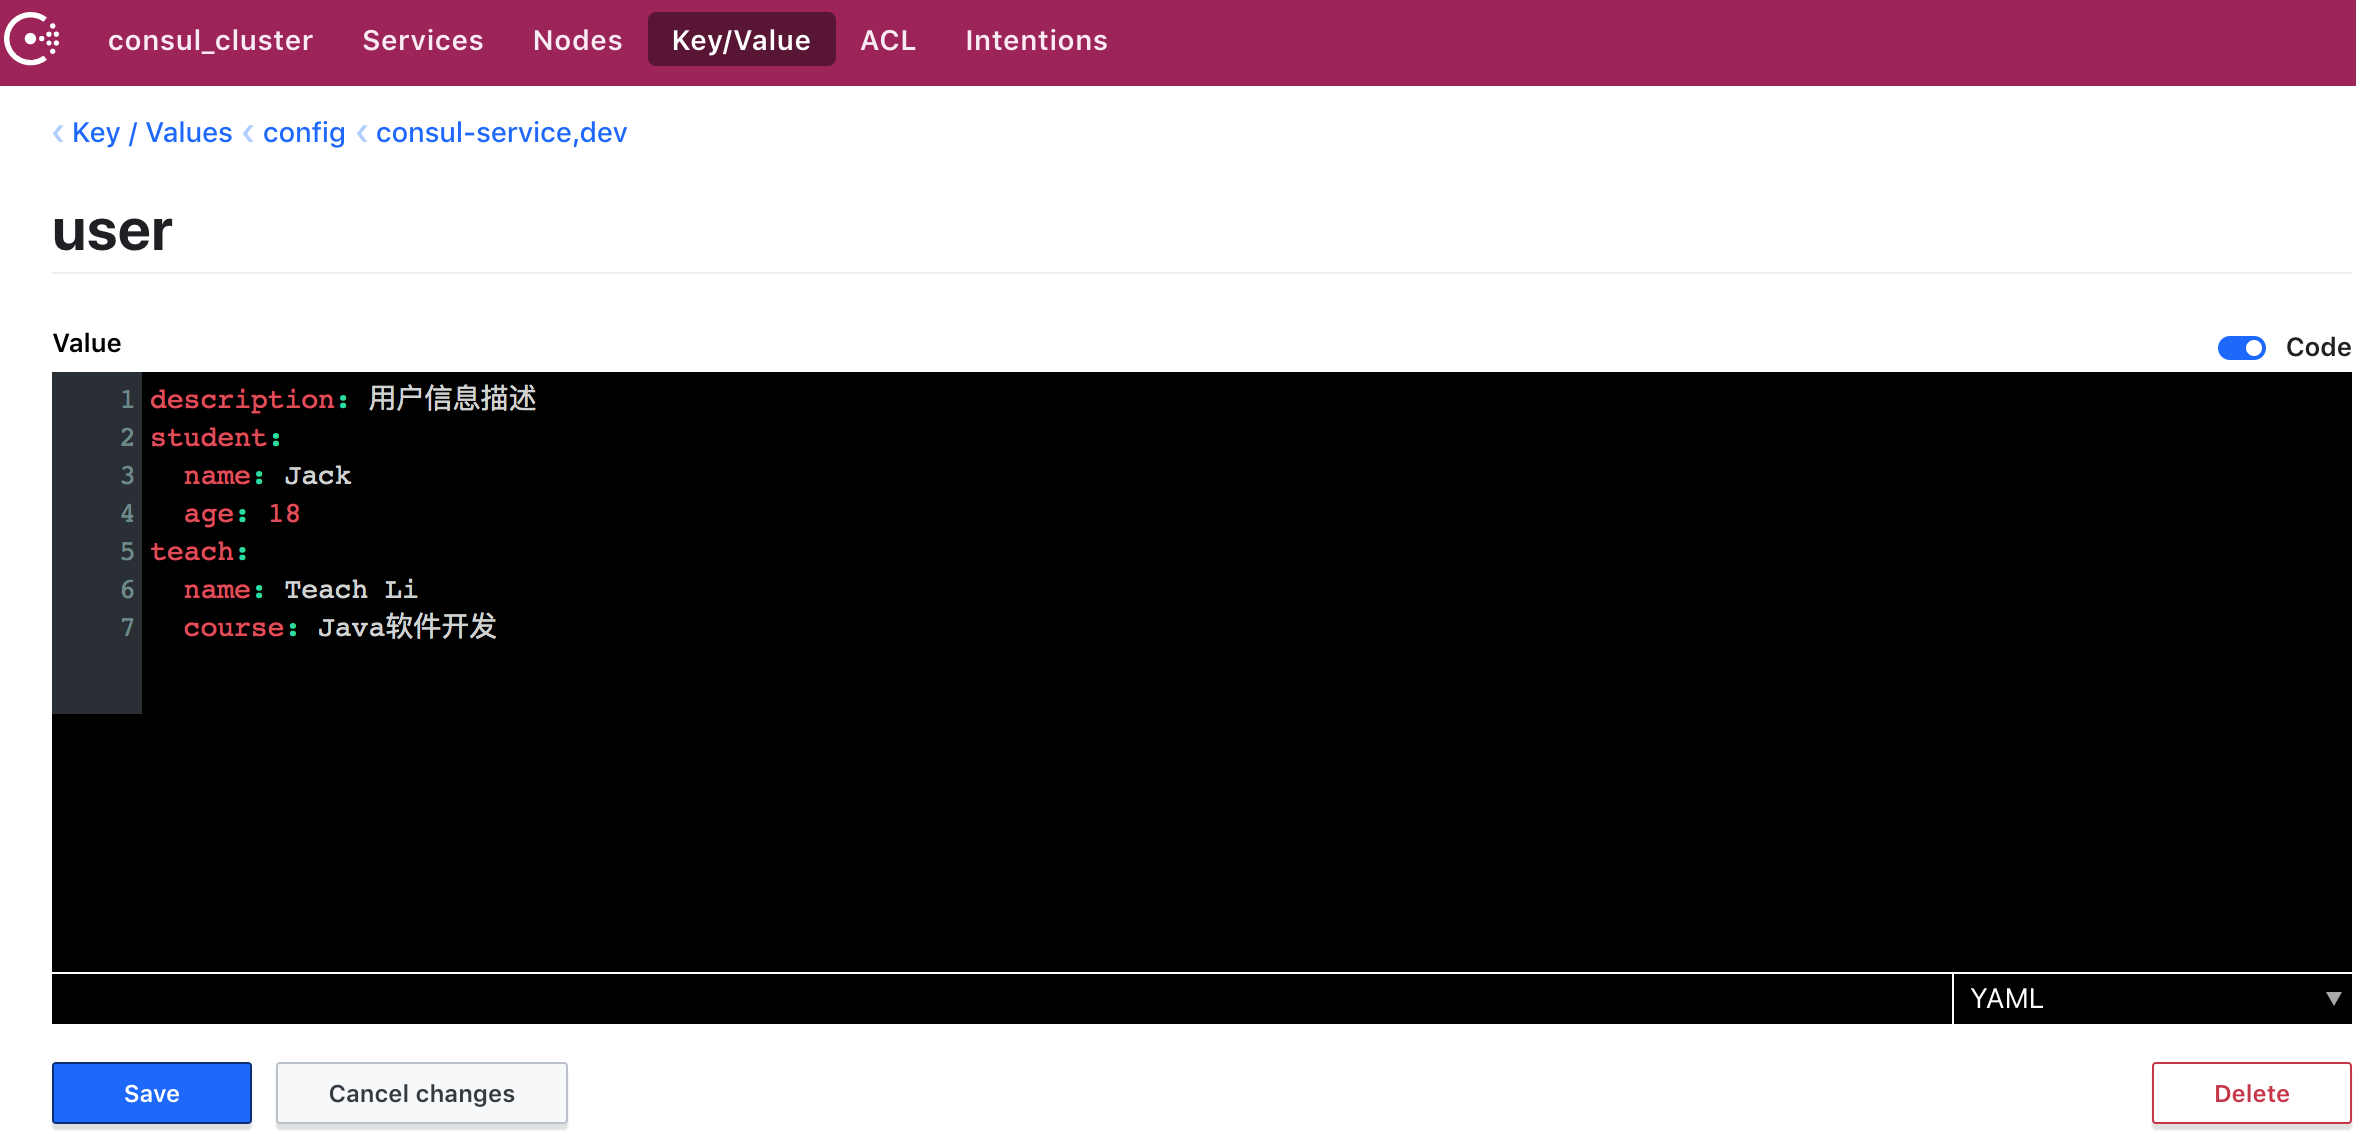 consul_cluster Services Nodes Key/Value ACL Intentions
‹ Key / Values ‹ config ‹ consul-service,dev
user
Value Code
1 description: 用户信息描述
2 student:
3   name: Jack
4   age: 18
5 teach:
6   name: Teach Li
7   course: Java软件开发
YAML
Save Cancel changes Delete